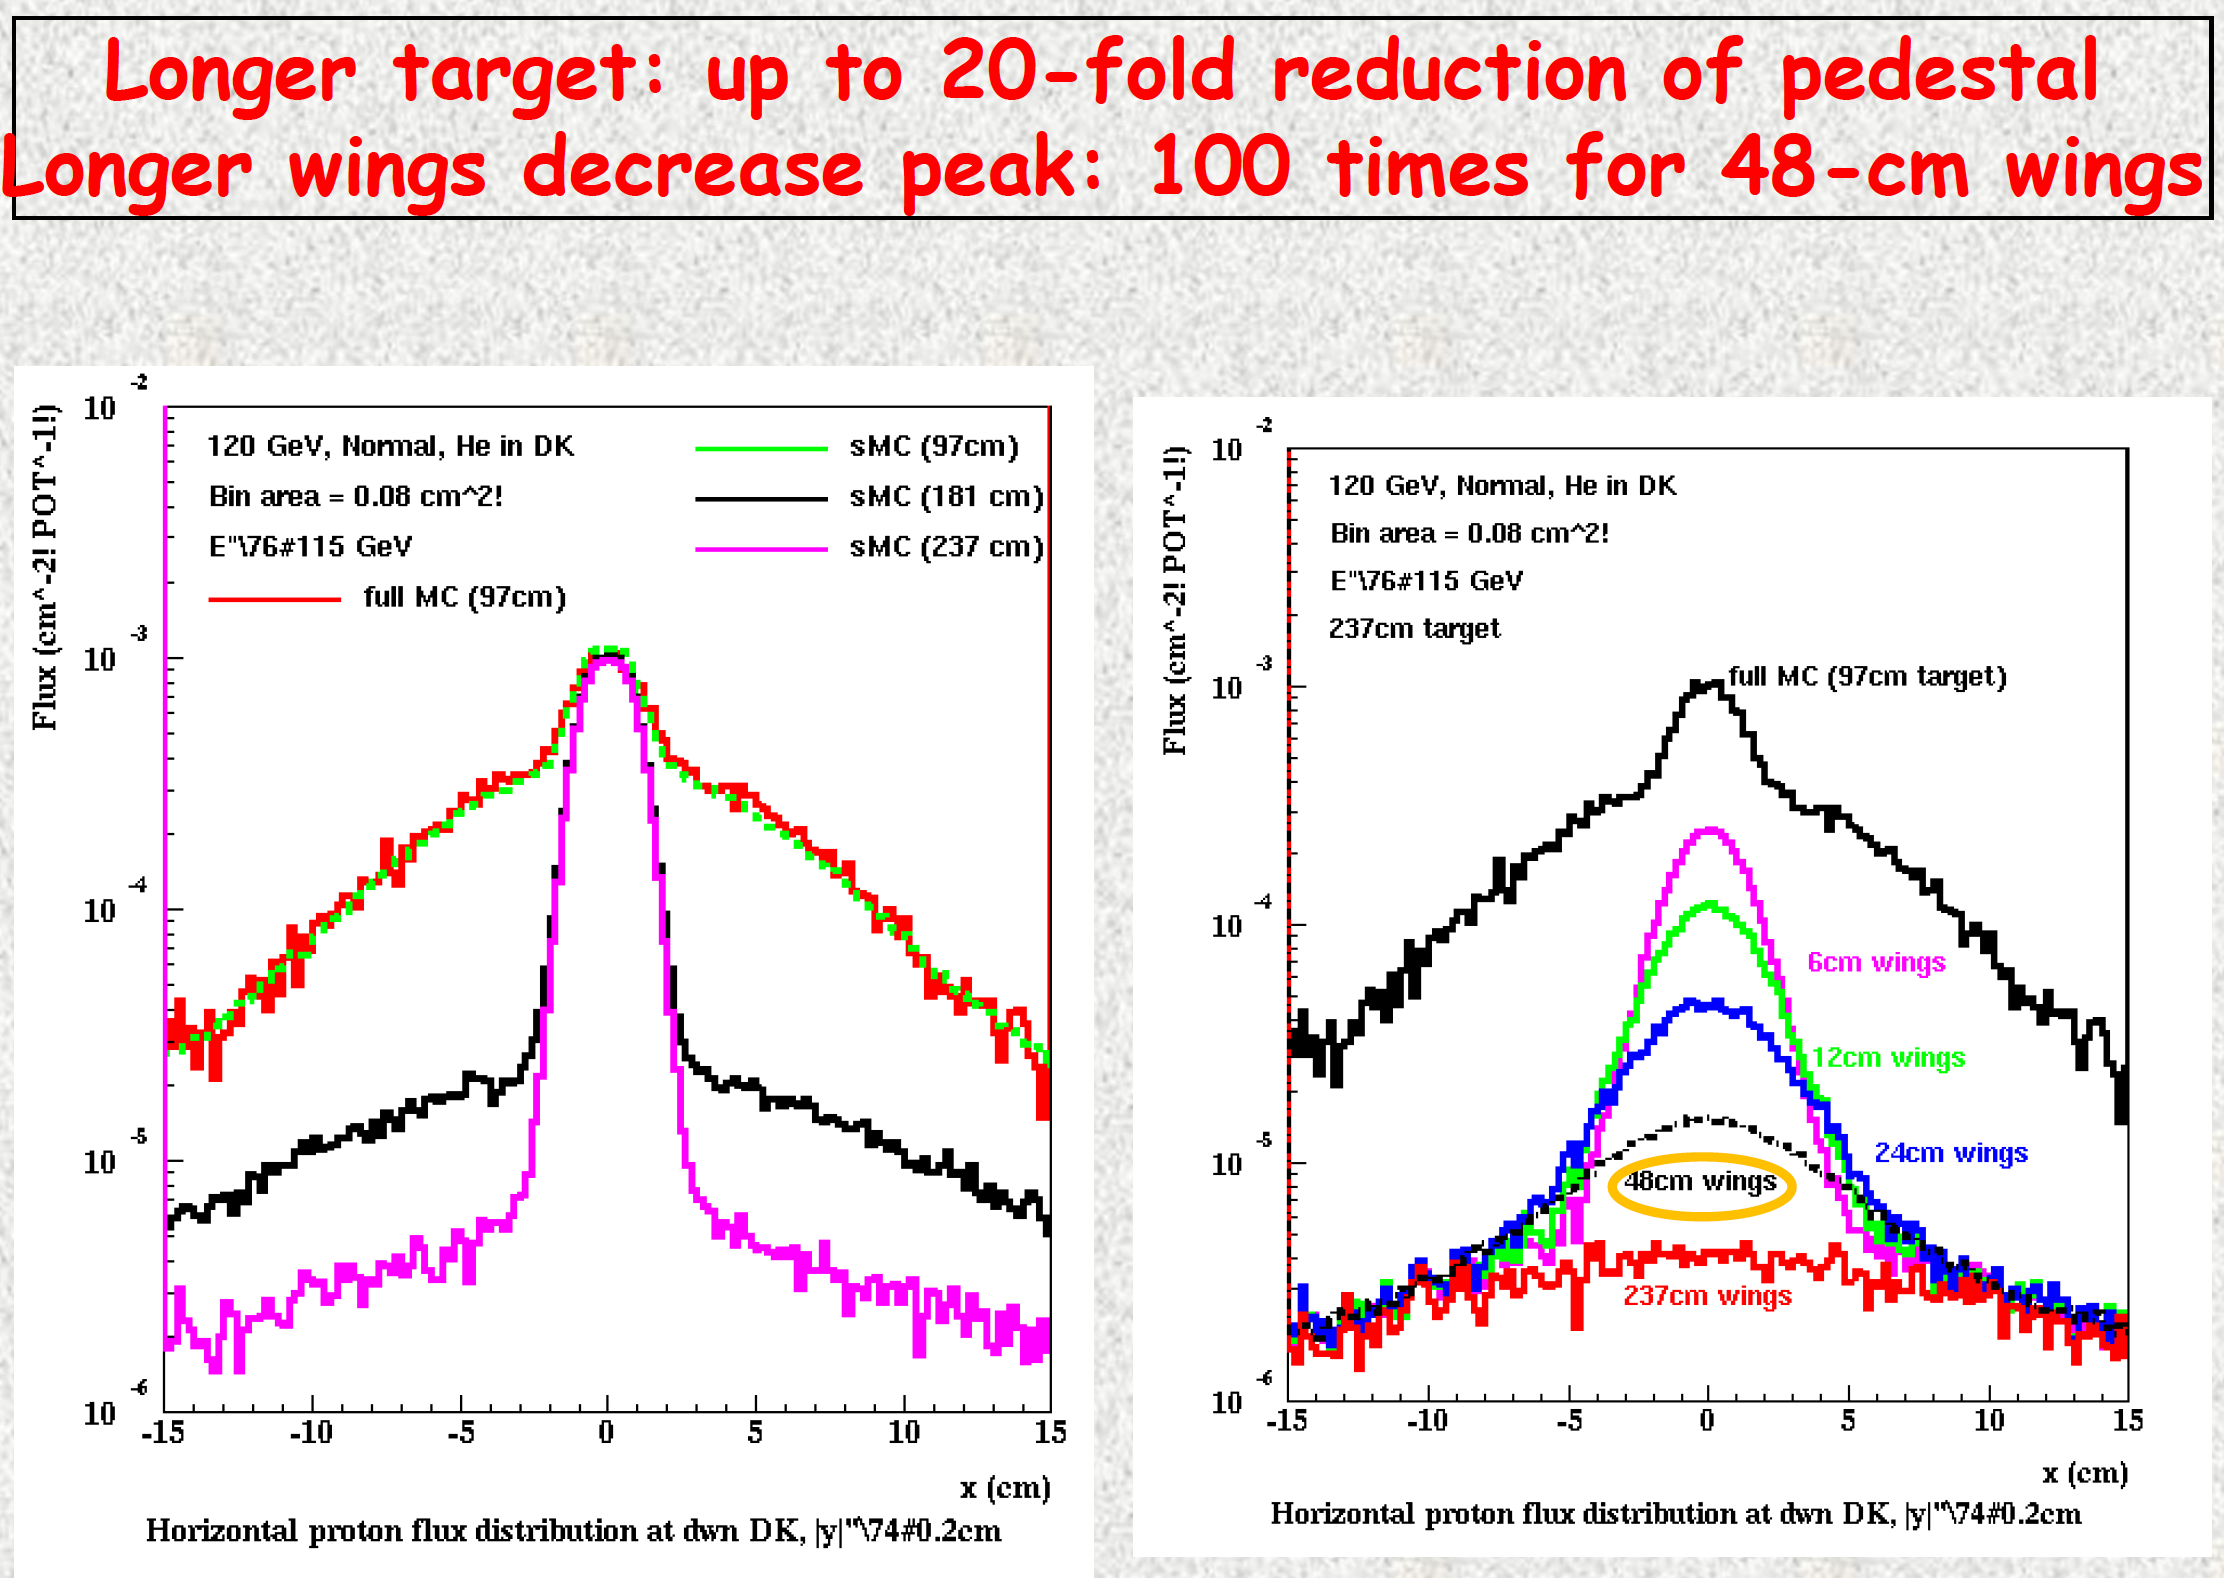 Longer target: up to 20-fold reduction of pedestal
Longer wings decrease peak: 100 times for 48-cm wings
Flux (cm^-2! POT^-1!)
10 -2
10 -3
10 -4
10 -5
10 -6
120 GeV, Normal, He in DK
Bin area = 0.08 cm^2!
E"\76#115 GeV
full MC (97cm)
sMC (97cm)
sMC (181 cm)
sMC (237 cm)
-15 -10 -5 0 5 10 15
x (cm)
Horizontal proton flux distribution at dwn DK, |y|"\74#0.2cm
Flux (cm^-2! POT^-1!)
10 -2
10 -3
10 -4
10 -5
10 -6
120 GeV, Normal, He in DK
Bin area = 0.08 cm^2!
E"\76#115 GeV
237cm target
full MC (97cm target)
6cm wings
12cm wings
24cm wings
48cm wings
237cm wings
-15 -10 -5 0 5 10 15
x (cm)
Horizontal proton flux distribution at dwn DK, |y|"\74#0.2cm